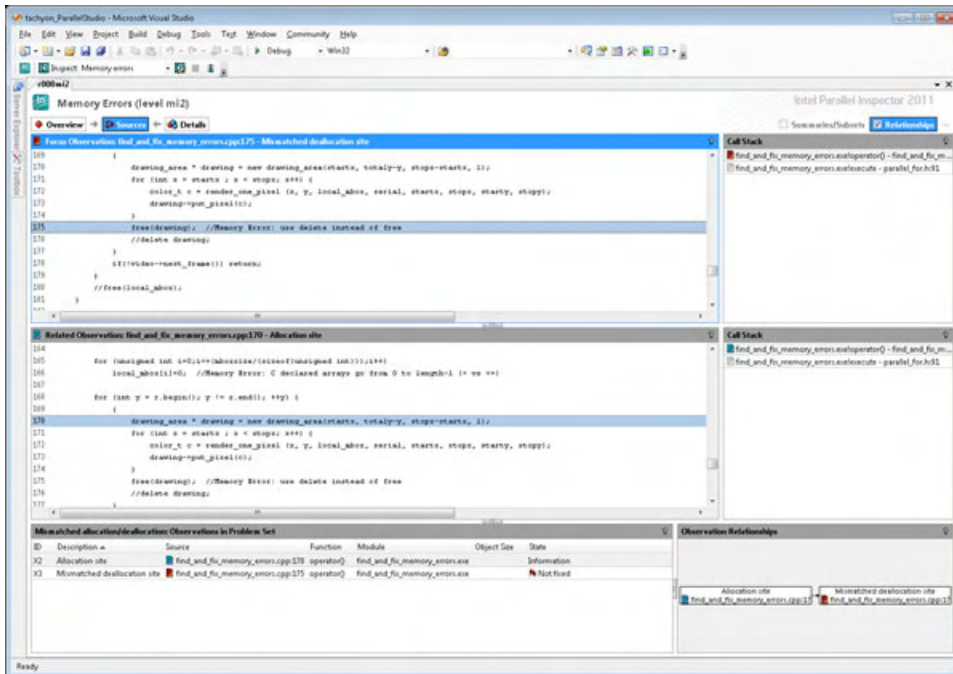 tachyon_ParallelStudio - Microsoft Visual Studio
File Edit View Project Build Debug Tools Test Window Community Help
Debug Win32
Inspect Memory errors
r000mi2
Server Explorer Toolbox
Memory Errors (level mi2)
Intel Parallel Inspector 2011
Overview Sources Details
Summaries/Subsets Relationships
Focus Observation: find_and_fix_memory_errors.cpp:175 - Mismatched deallocation site
Call Stack
find_and_fix_memory_errors.exe!operator() - find_and_fix_m...
find_and_fix_memory_errors.exe!execute - parallel_for.h:91
169 {
170 drawing_area * drawing = new drawing_area(startx, totaly-y, stopx-startx, 1);
171 for (int x = startx ; x < stopx; x++) {
172 color_t c = render_one_pixel (x, y, local_mbox, serial, startx, stopx, starty, stopy);
173 drawing->put_pixel(c);
174 }
175 free(drawing); //Memory Error: use delete instead of free
176 //delete drawing;
177 }
178 if(!video->next_frame()) return;
179 }
180 //free(local_mbox);
181 }
Related Observation: find_and_fix_memory_errors.cpp:170 - Allocation site
Call Stack
find_and_fix_memory_errors.exe!operator() - find_and_fix_m...
find_and_fix_memory_errors.exe!execute - parallel_for.h:91
164
165 for (unsigned int i=0;i<=(mboxsize/(sizeof(unsigned int)));i++)
166 local_mbox[i]=0; //Memory Error: C declared arrays go from 0 to length-1 (< vs <=)
167
168 for (int y = r.begin(); y != r.end(); ++y) {
169 {
170 drawing_area * drawing = new drawing_area(startx, totaly-y, stopx-startx, 1);
171 for (int x = startx ; x < stopx; x++) {
172 color_t c = render_one_pixel (x, y, local_mbox, serial, startx, stopx, starty, stopy);
173 drawing->put_pixel(c);
174 }
175 free(drawing); //Memory Error: use delete instead of free
176 //delete drawing;
177 }
Mismatched allocation/deallocation: Observations in Problem Set
Observation Relationships
ID Description Source Function Module Object Size State
X2 Allocation site find_and_fix_memory_errors.cpp:170 operator() find_and_fix_memory_errors.exe Information
X3 Mismatched deallocation site find_and_fix_memory_errors.cpp:175 operator() find_and_fix_memory_errors.exe Not fixed
Allocation site Mismatched deallocation site
find_and_fix_memory_errors.cpp:17 find_and_fix_memory_errors.cpp:17
Ready